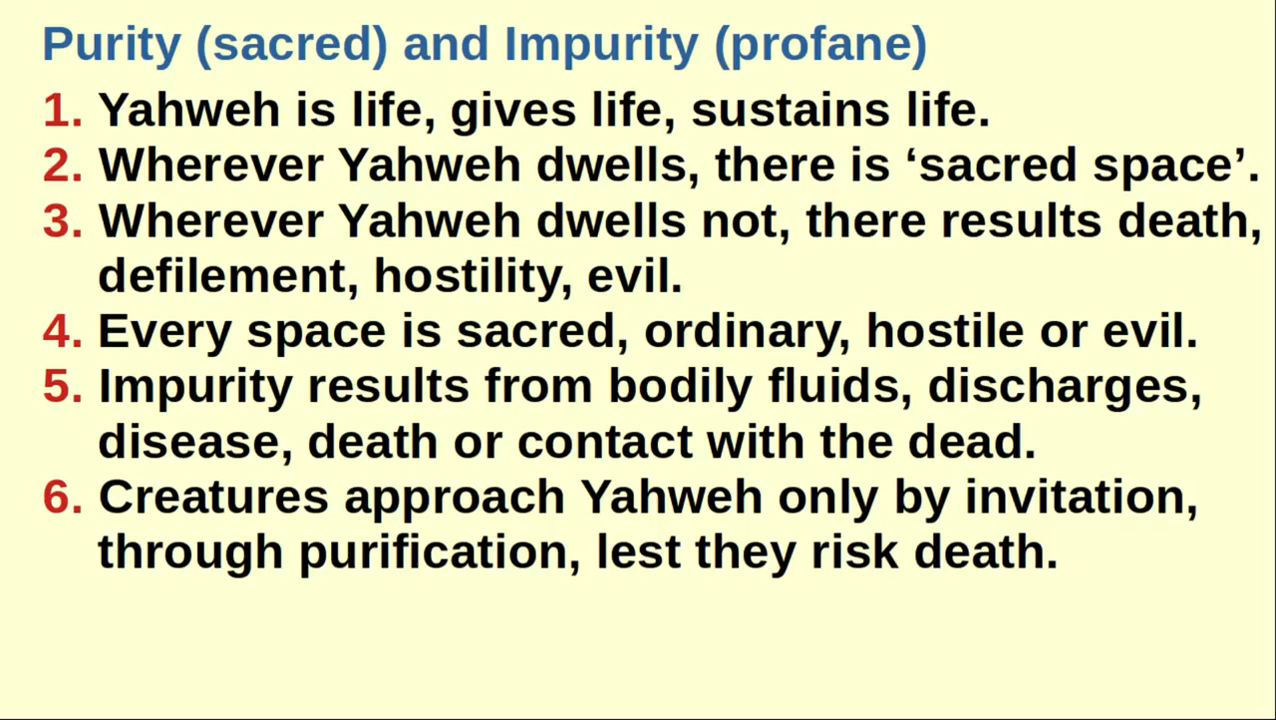 Purity (sacred) and Impurity (profane)
1. Yahweh is life, gives life, sustains life.
2. Wherever Yahweh dwells, there is ‘sacred space’.
3. Wherever Yahweh dwells not, there results death,
defilement, hostility, evil.
4. Every space is sacred, ordinary, hostile or evil.
5. Impurity results from bodily fluids, discharges,
disease, death or contact with the dead.
6. Creatures approach Yahweh only by invitation,
through purification, lest they risk death.